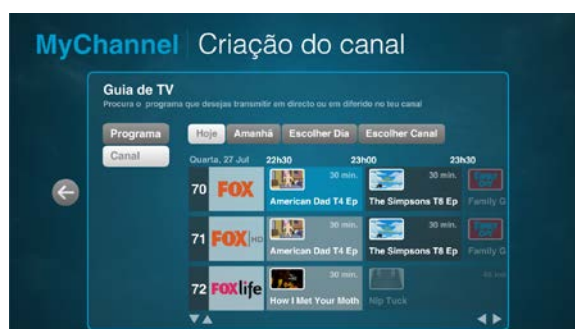 MyChannel Criação do canal
Guia de TV
Procura o programa que desejas transmitir em directo ou em diferido no teu canal
Programa Hoje Amanhã Escolher Dia Escolher Canal
Canal
Quarta, 27 Jul 22h30 23h00 23h30
30 min. 30 min.
70 FOX
American Dad T4 Ep The Simpsons T8 Ep Family G
30 min. 30 min.
71 FOX HD
American Dad T4 Ep The Simpsons T8 Ep Family G
30 min.
72 FOXlife
How I Met Your Moth Nip Tuck